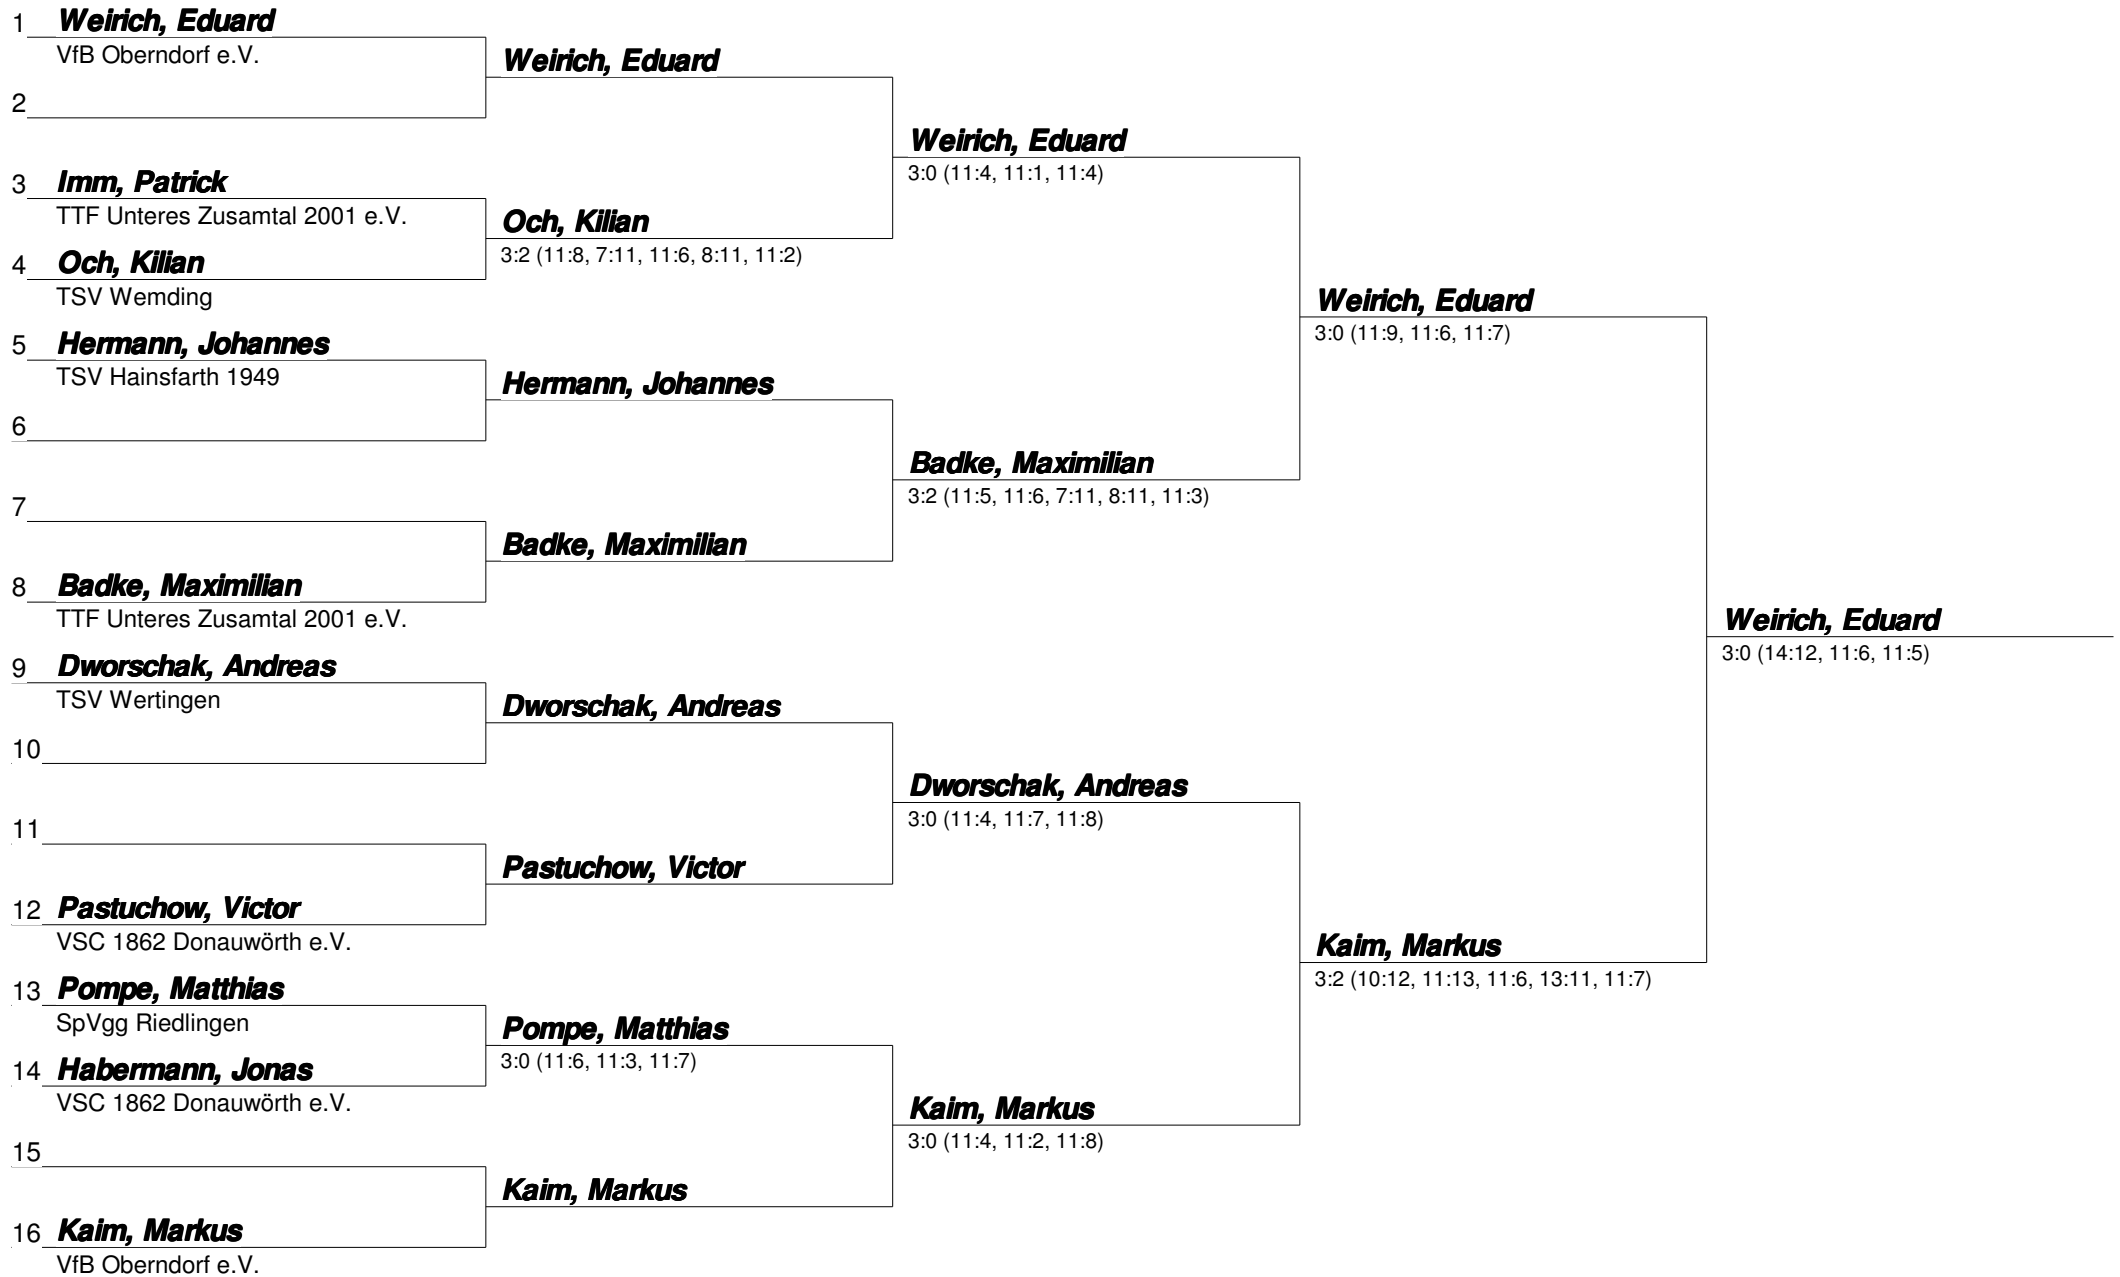 1 Weirich, Eduard
VfB Oberndorf e.V.
Weirich, Eduard
2
Weirich, Eduard
3:0 (11:4, 11:1, 11:4)
3 Imm, Patrick
TTF Unteres Zusamtal 2001 e.V.
Och, Kilian
3:2 (11:8, 7:11, 11:6, 8:11, 11:2)
4 Och, Kilian
TSV Wemding
Weirich, Eduard
3:0 (11:9, 11:6, 11:7)
5 Hermann, Johannes
TSV Hainsfarth 1949
Hermann, Johannes
6
Badke, Maximilian
3:2 (11:5, 11:6, 7:11, 8:11, 11:3)
7
Badke, Maximilian
8 Badke, Maximilian
TTF Unteres Zusamtal 2001 e.V.
Weirich, Eduard
3:0 (14:12, 11:6, 11:5)
9 Dworschak, Andreas
TSV Wertingen
Dworschak, Andreas
10
Dworschak, Andreas
3:0 (11:4, 11:7, 11:8)
11
Pastuchow, Victor
12 Pastuchow, Victor
VSC 1862 Donauwörth e.V.
Kaim, Markus
3:2 (10:12, 11:13, 11:6, 13:11, 11:7)
13 Pompe, Matthias
SpVgg Riedlingen
Pompe, Matthias
3:0 (11:6, 11:3, 11:7)
14 Habermann, Jonas
VSC 1862 Donauwörth e.V.
Kaim, Markus
3:0 (11:4, 11:2, 11:8)
15
Kaim, Markus
16 Kaim, Markus
VfB Oberndorf e.V.